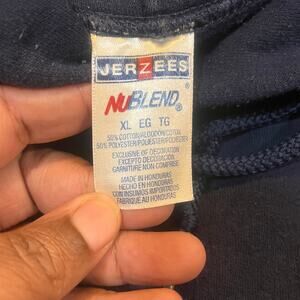 JERZEES
NUBLEND®
XL EG TG
50% COTTON/ALGODON/COTON
50% POLYESTER/POLIESTER/POLYESTER
EXCLUSIVE OF DECORATION
EXCEPTO DECORACIÓN
GARNITURE NON COMPRISE
MADE IN HONDURAS
HECHO EN HONDURAS
CON INSUMOS IMPORTADOS
FABRIQUE AU HONDURAS